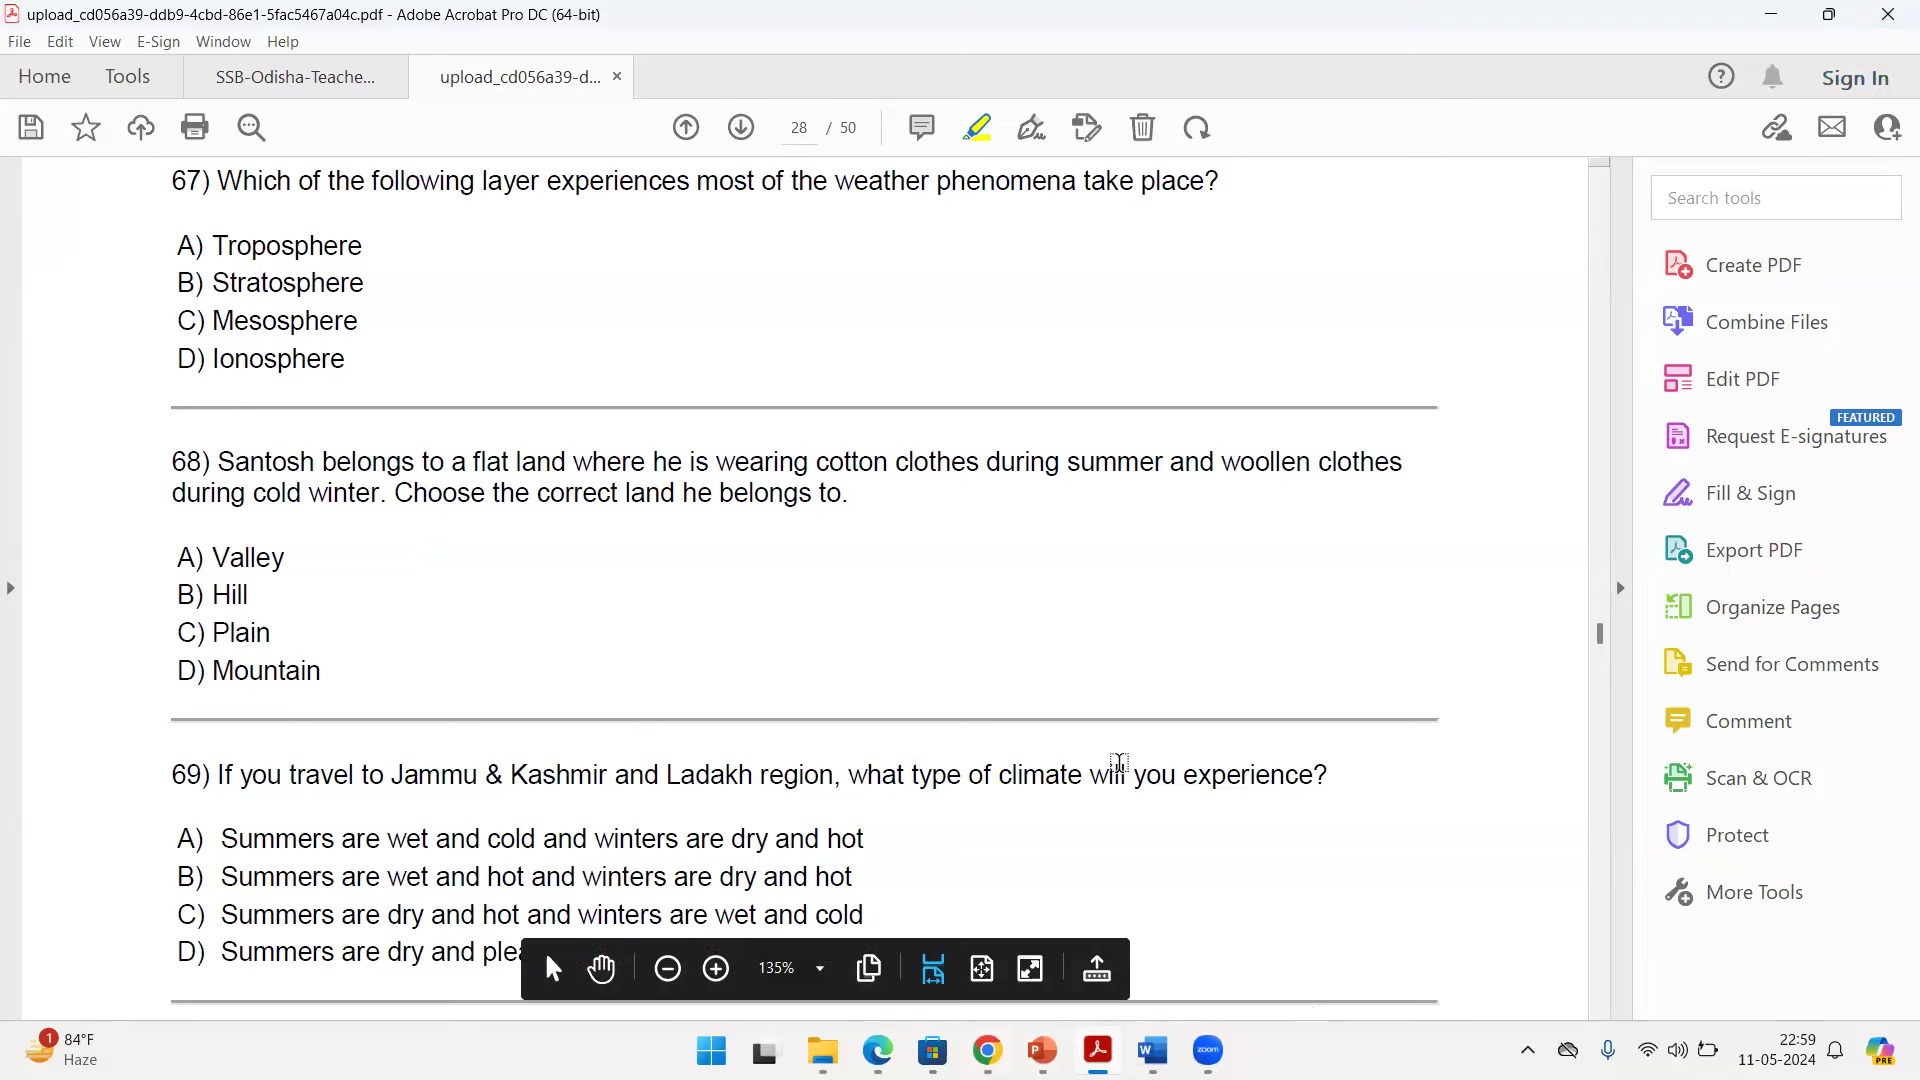 upload_cd056a39-ddb9-4cbd-86e1-5fac5467a04c.pdf - Adobe Acrobat Pro DC (64-bit)
File Edit View E-Sign Window Help
Home Tools SSB-Odisha-Teache... upload_cd056a39-d... × Sign In
28 / 50
67) Which of the following layer experiences most of the weather phenomena take place?
A) Troposphere
B) Stratosphere
C) Mesosphere
D) Ionosphere
68) Santosh belongs to a flat land where he is wearing cotton clothes during summer and woollen clothes
during cold winter. Choose the correct land he belongs to.
A) Valley
B) Hill
C) Plain
D) Mountain
69) If you travel to Jammu & Kashmir and Ladakh region, what type of climate will you experience?
A) Summers are wet and cold and winters are dry and hot
B) Summers are wet and hot and winters are dry and hot
C) Summers are dry and hot and winters are wet and cold
D) Summers are dry and
135%
Search tools
Create PDF
Combine Files
Edit PDF
FEATURED
Request E-signatures
Fill & Sign
Export PDF
Organize Pages
Send for Comments
Comment
Scan & OCR
Protect
More Tools
1
84°F
Haze
W
zoom
22:59
11-05-2024
PRE